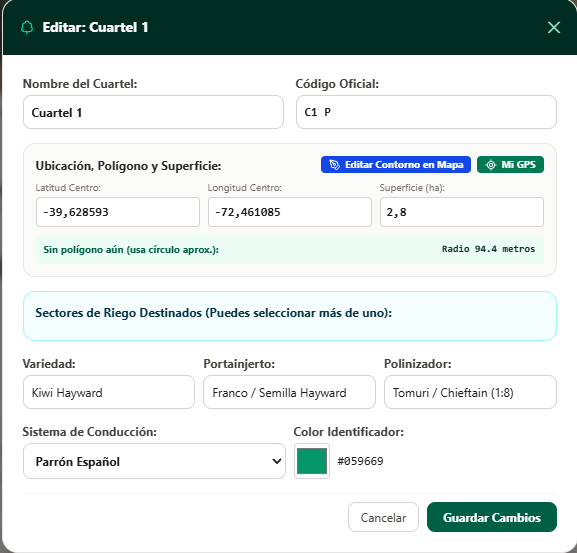 Editar: Cuartel 1
Nombre del Cuartel: Código Oficial:
Cuartel 1 C1 P
Ubicación, Polígono y Superficie: Editar Contorno en Mapa Mi GPS
Latitud Centro: Longitud Centro: Superficie (ha):
-39,628593 -72,461085 2,8
Sin polígono aún (usa círculo aprox.): Radio 94.4 metros
Sectores de Riego Destinados (Puedes seleccionar más de uno):
Variedad: Portainjerto: Polinizador:
Kiwi Hayward Franco / Semilla Hayward Tomuri / Chieftain (1:8)
Sistema de Conducción: Color Identificador:
Parrón Español #059669
Cancelar Guardar Cambios